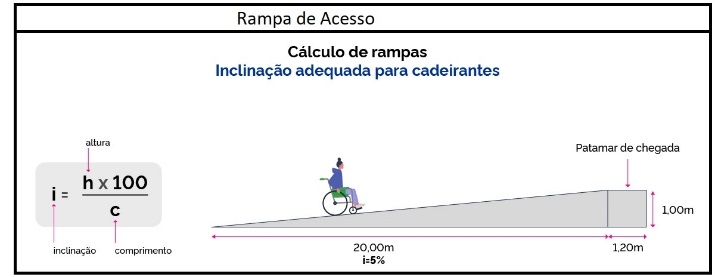 Rampa de Acesso
Cálculo de rampas
Inclinação adequada para cadeirantes
altura
i = h x 100
c
inclinação
comprimento
Patamar de chegada
1,00m
20,00m
1,20m
i=5%